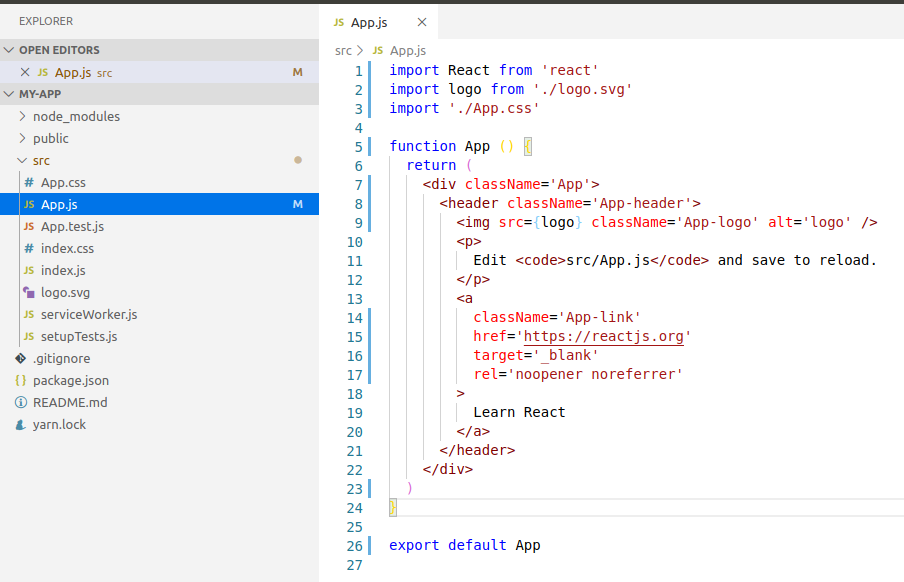 EXPLORER
OPEN EDITORS
JS App.js src M
MY-APP
node_modules
public
src
# App.css
JS App.js M
JS App.test.js
# index.css
JS index.js
logo.svg
JS serviceWorker.js
JS setupTests.js
.gitignore
{} package.json
README.md
yarn.lock
JS App.js
src > JS App.js
1 import React from 'react'
2 import logo from './logo.svg'
3 import './App.css'
4
5 function App () {
6   return (
7     <div className='App'>
8       <header className='App-header'>
9         <img src={logo} className='App-logo' alt='logo' />
10         <p>
11           Edit <code>src/App.js</code> and save to reload.
12         </p>
13         <a
14           className='App-link'
15           href='https://reactjs.org'
16           target='_blank'
17           rel='noopener noreferrer'
18         >
19           Learn React
20         </a>
21       </header>
22     </div>
23   )
24 }
25
26 export default App
27